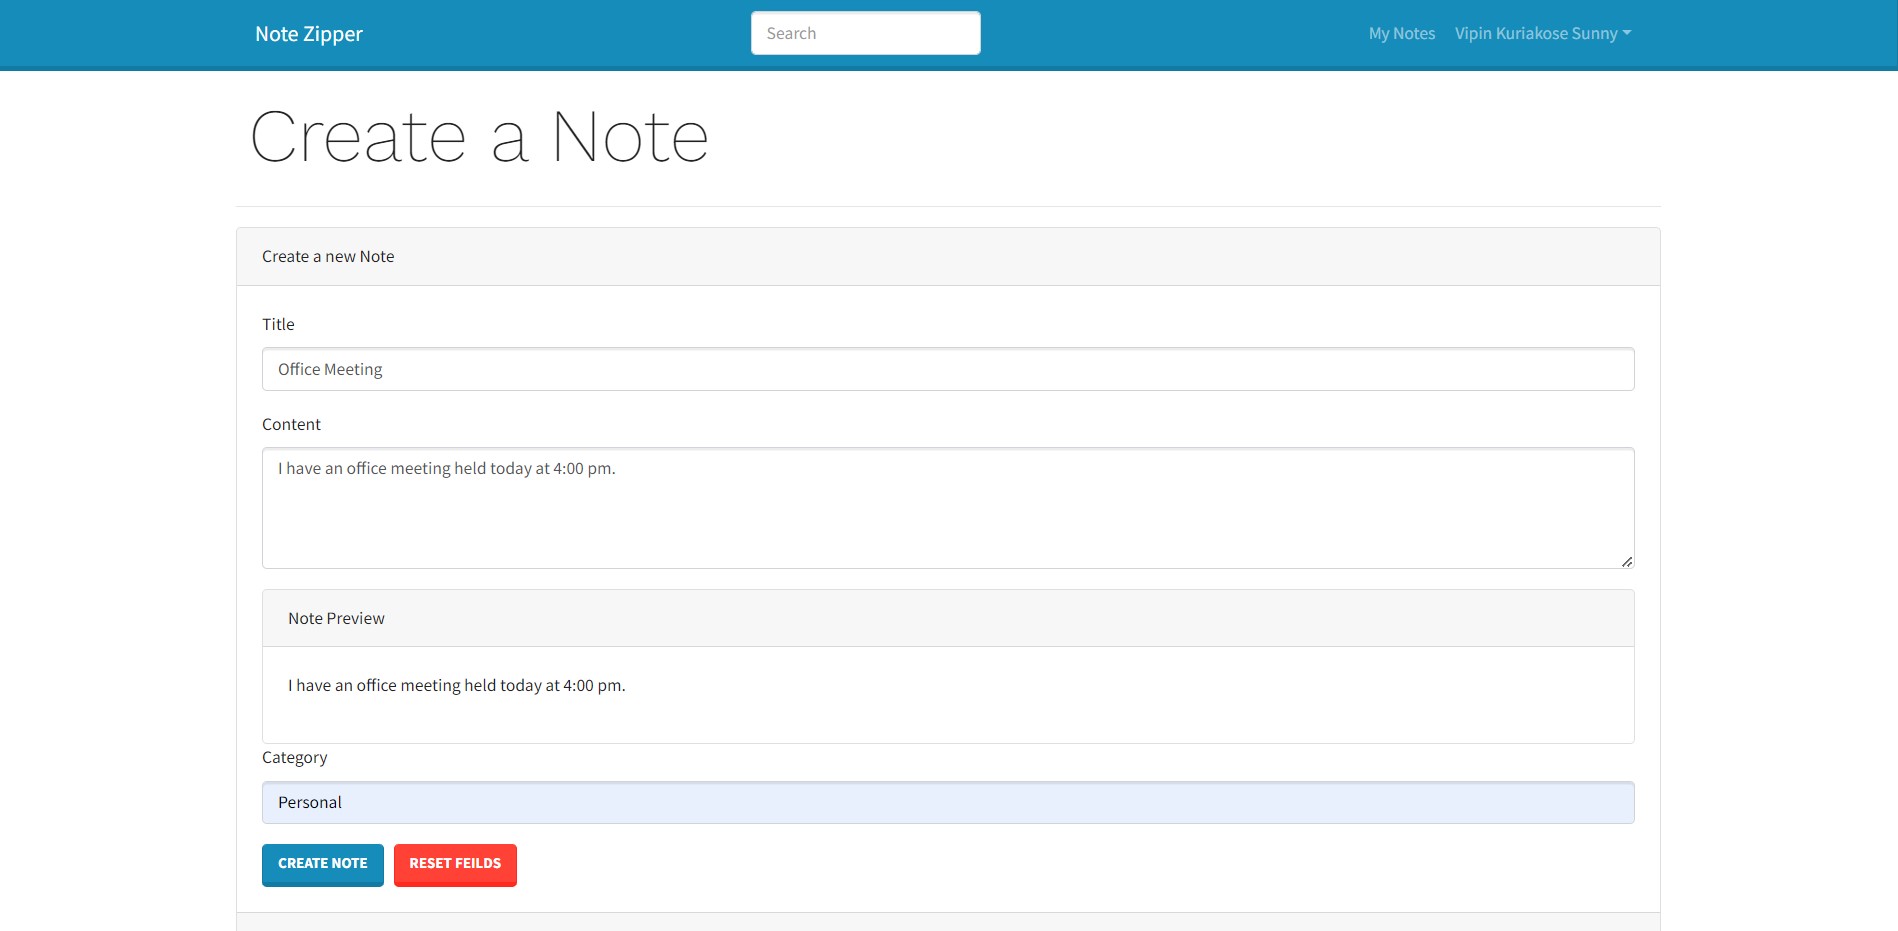 Note Zipper
Search
My Notes
Vipin Kuriakose Sunny
Create a Note
Create a new Note
Title
Office Meeting
Content
I have an office meeting held today at 4:00 pm.
Note Preview
I have an office meeting held today at 4:00 pm.
Category
Personal
CREATE NOTE
RESET FEILDS